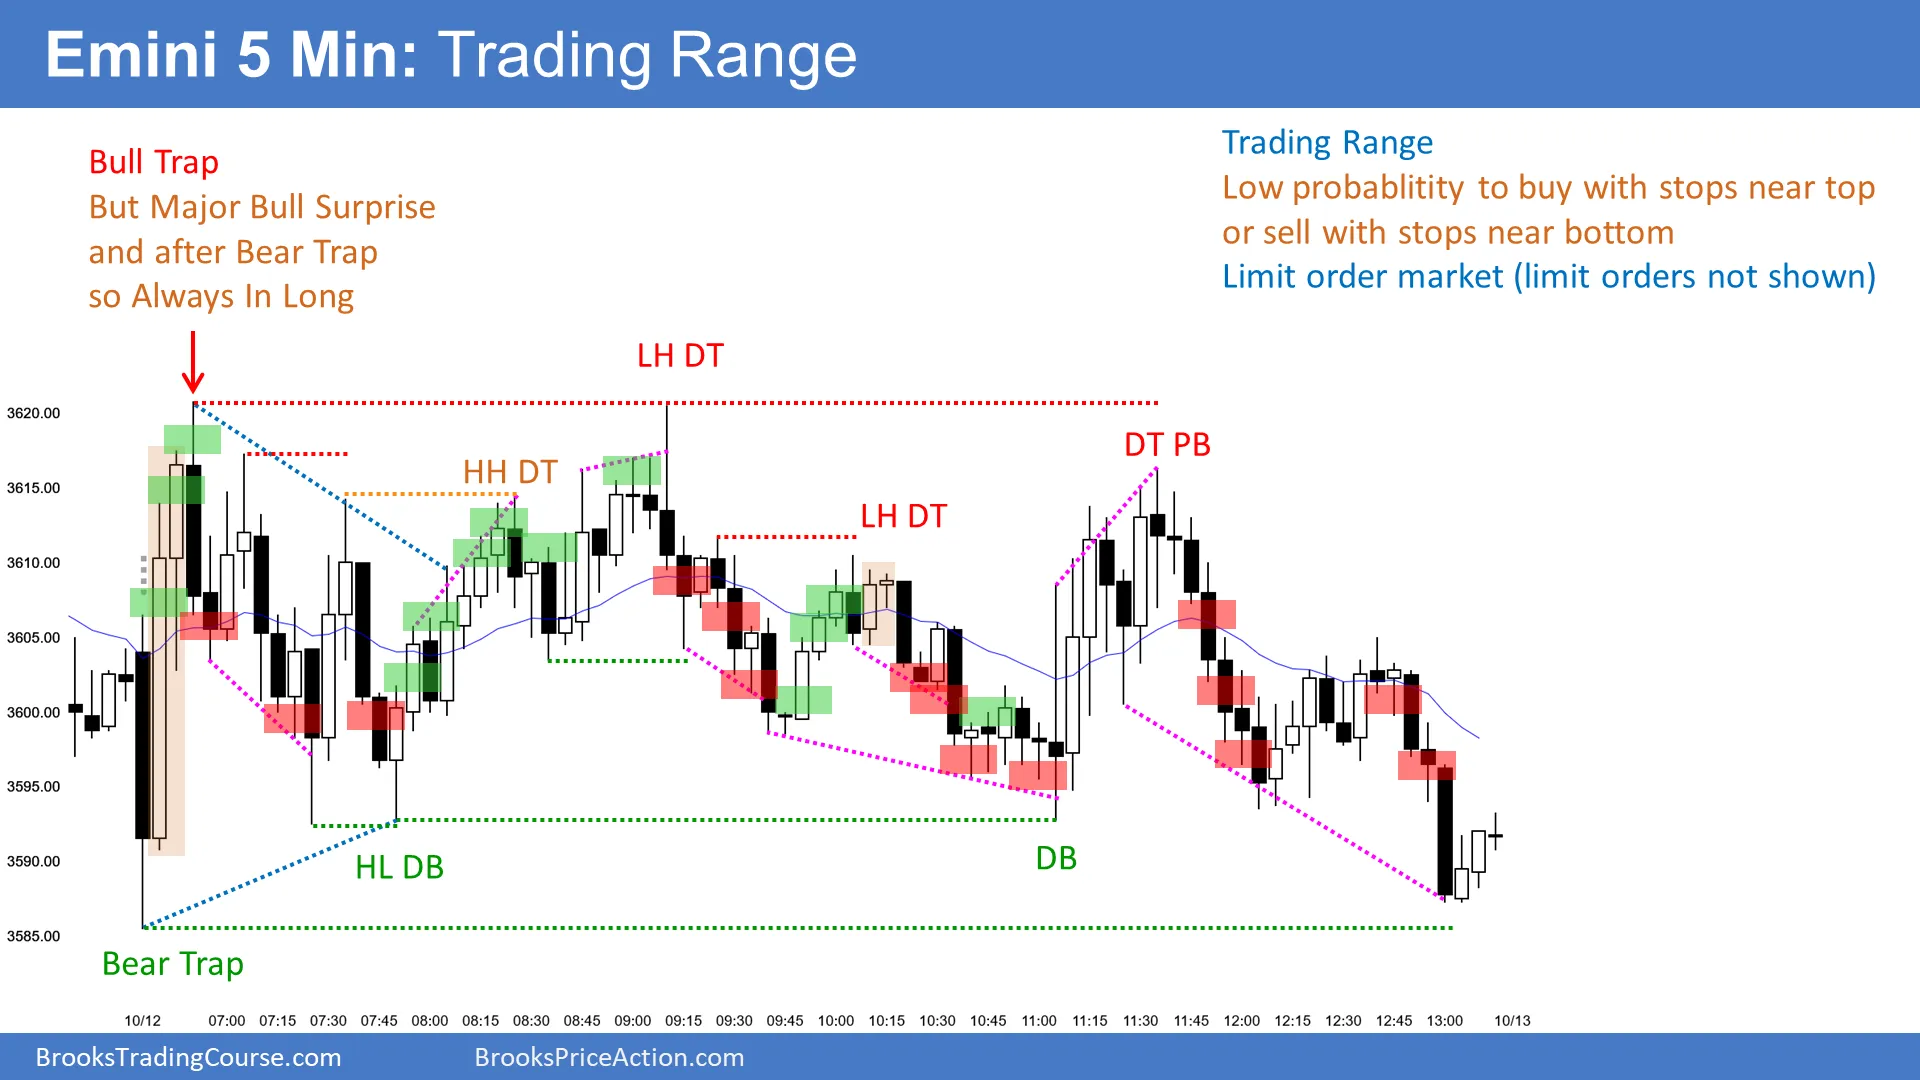 Emini 5 Min: Trading Range
Bull Trap
But Major Bull Surprise
and after Bear Trap
so Always In Long
Trading Range
Low probablitity to buy with stops near top
or sell with stops near bottom
Limit order market (limit orders not shown)
LH DT
HH DT
LH DT
DT PB
HL DB
DB
Bear Trap
3620.00
3615.00
3610.00
3605.00
3600.00
3595.00
3590.00
3585.00
10/12 07:00 07:15 07:30 07:45 08:00 08:15 08:30 08:45 09:00 09:15 09:30 09:45 10:00 10:15 10:30 10:45 11:00 11:15 11:30 11:45 12:00 12:15 12:30 12:45 13:00 10/13
BrooksTradingCourse.com BrooksPriceAction.com